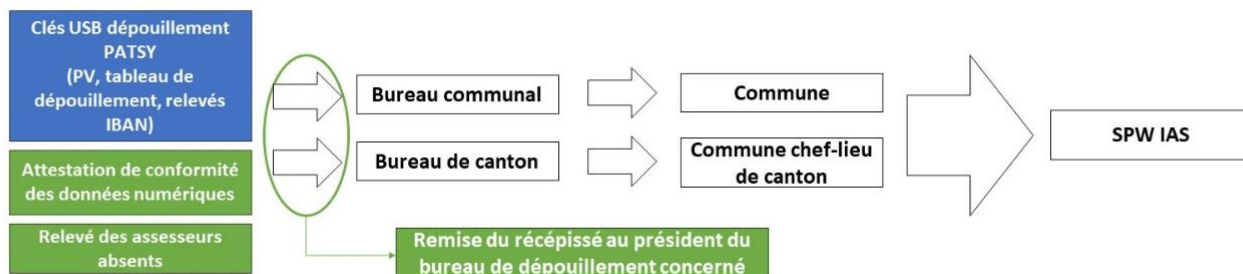 Clés USB dépouillement
PATSY
(PV, tableau de
dépouillement, relevés
IBAN)
Attestation de conformité
des données numériques
Relevé des assesseurs
absents
Bureau communal
Bureau de canton
Commune
Commune chef-lieu
de canton
SPW IAS
Remise du récépissé au président du
bureau de dépouillement concerné